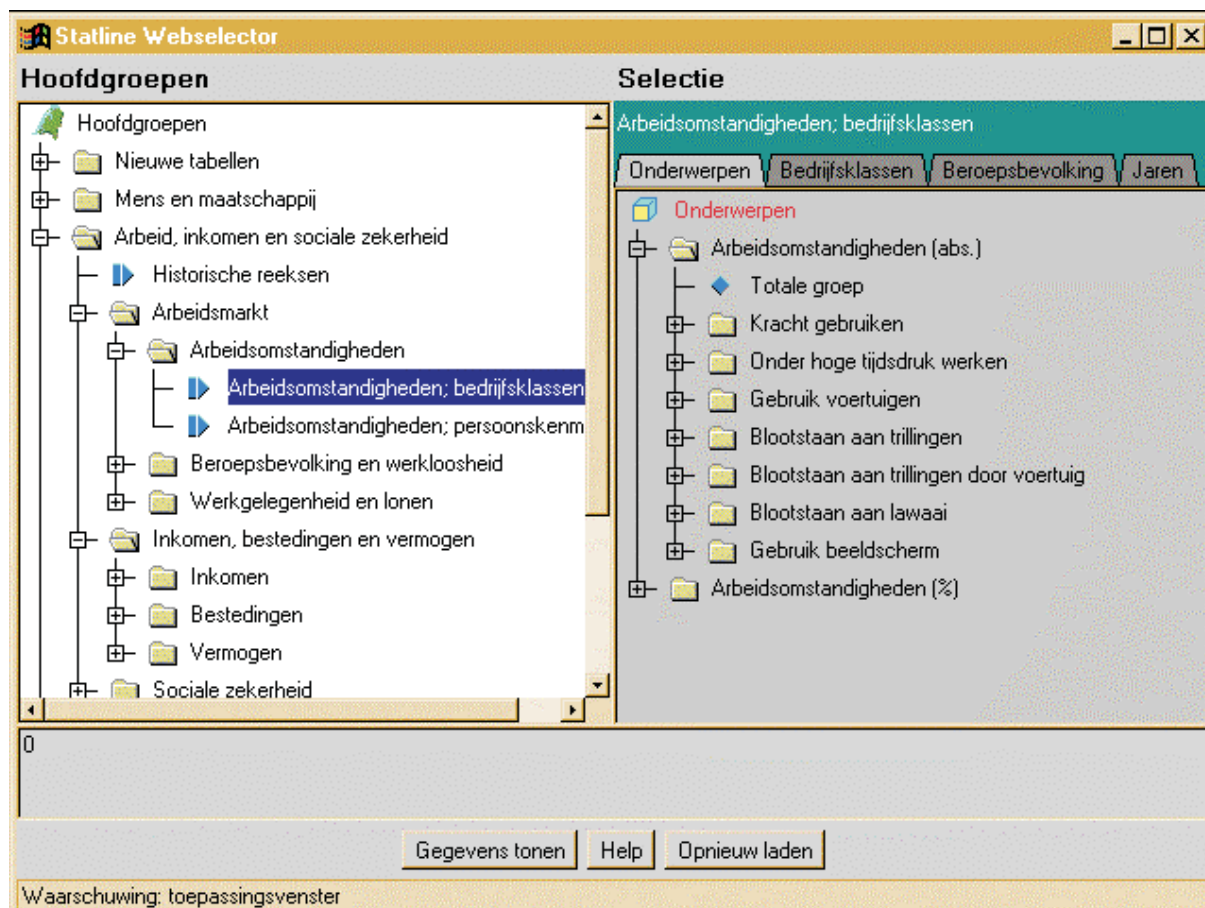 Statline Webselector
Hoofdgroepen
Hoofdgroepen
Nieuwe tabellen
Mens en maatschappij
Arbeid, inkomen en sociale zekerheid
Historische reeksen
Arbeidsmarkt
Arbeidsomstandigheden
Arbeidsomstandigheden; bedrijfsklassen
Arbeidsomstandigheden; persoonskenm
Beroepsbevolking en werkloosheid
Werkgelegenheid en lonen
Inkomen, bestedingen en vermogen
Inkomen
Bestedingen
Vermogen
Sociale zekerheid
Selectie
Arbeidsomstandigheden; bedrijfsklassen
Onderwerpen Bedrijfsklassen Beroepsbevolking Jaren
Onderwerpen
Arbeidsomstandigheden (abs.)
Totale groep
Kracht gebruiken
Onder hoge tijdsdruk werken
Gebruik voertuigen
Blootstaan aan trillingen
Blootstaan aan trillingen door voertuig
Blootstaan aan lawaai
Gebruik beeldscherm
Arbeidsomstandigheden (%)
0
Gegevens tonen Help Opnieuw laden
Waarschuwing: toepassingsvenster